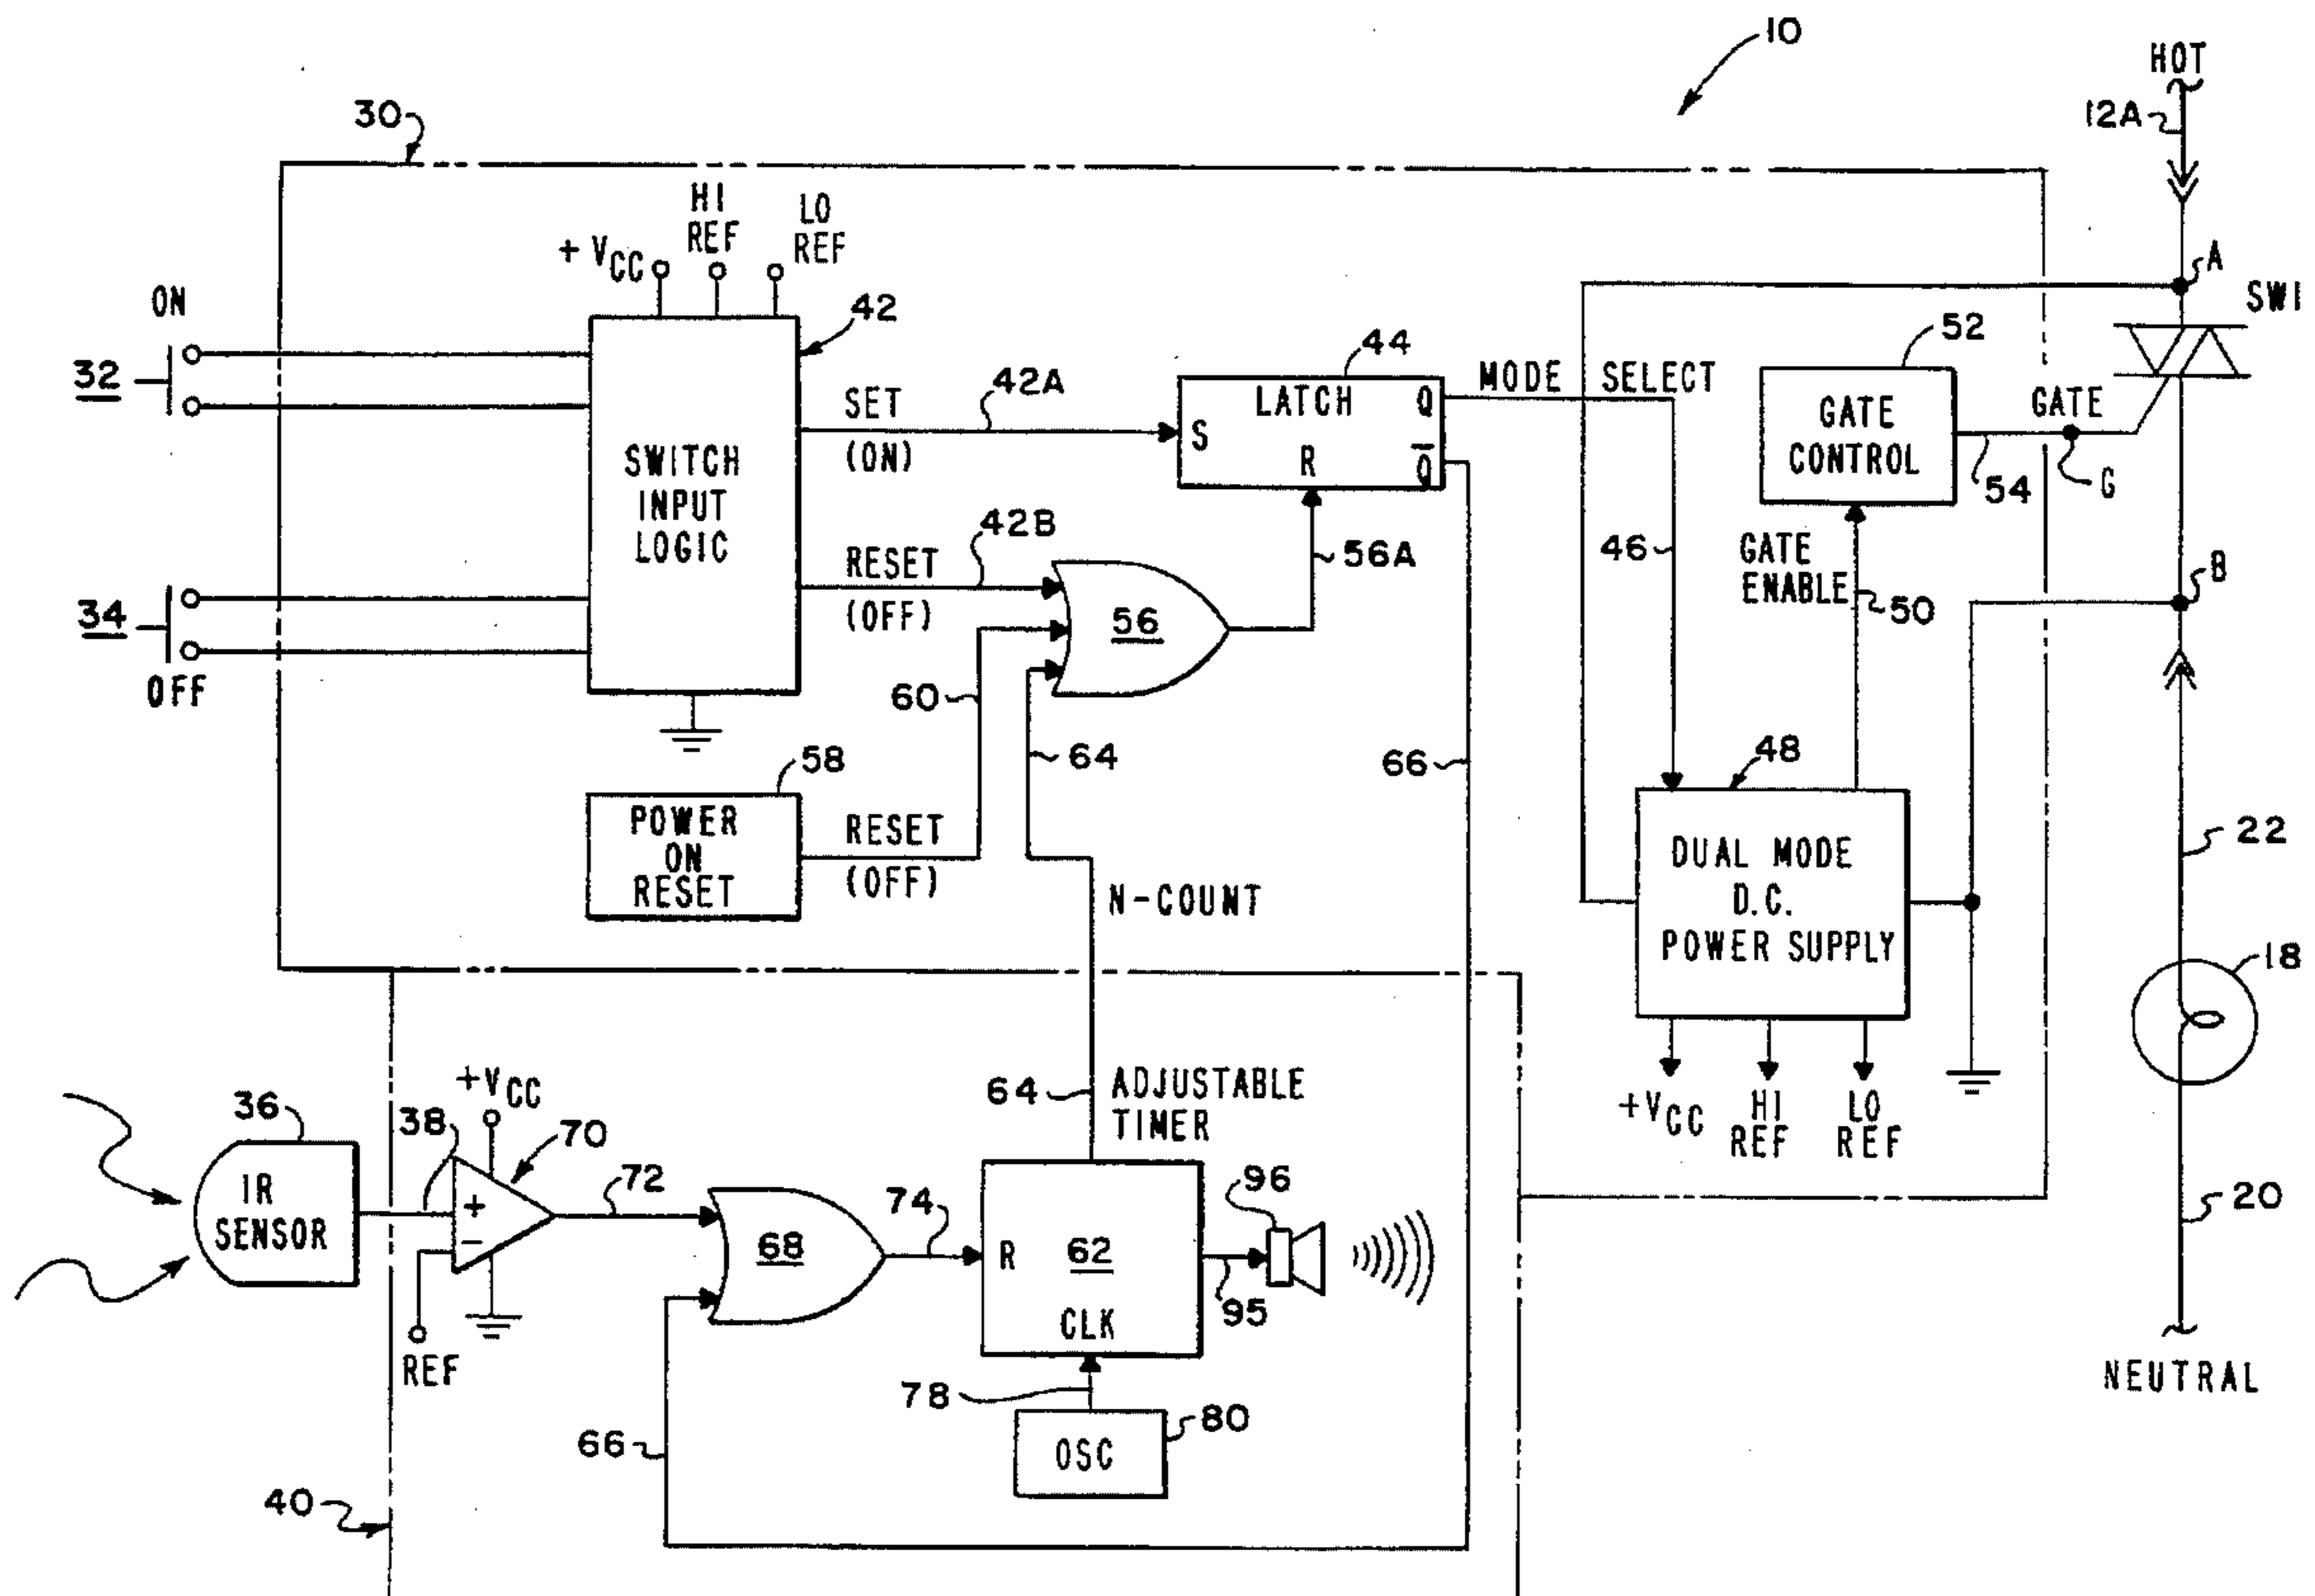 10
HOT
12A
30
HI
REF
LO
REF
+ VCC
A
SW1
ON
42
52
44
32
42A
MODE SELECT
GATE
CONTROL
GATE
SET
(ON)
LATCH
Q
S
R
Q̅
SWITCH
INPUT
LOGIC
54
G
42B
RESET
(OFF)
56A
46
GATE
ENABLE
50
B
34
OFF
56
60
64
66
58
48
POWER
ON
RESET
RESET
(OFF)
N-COUNT
DUAL MODE
D.C.
POWER SUPPLY
22
18
+VCC
HI
REF
LO
REF
36
IR
SENSOR
38
+VCC
70
+
−
REF
72
68
74
64
ADJUSTABLE
TIMER
R
62
CLK
96
95
20
NEUTRAL
78
80
OSC
66
40